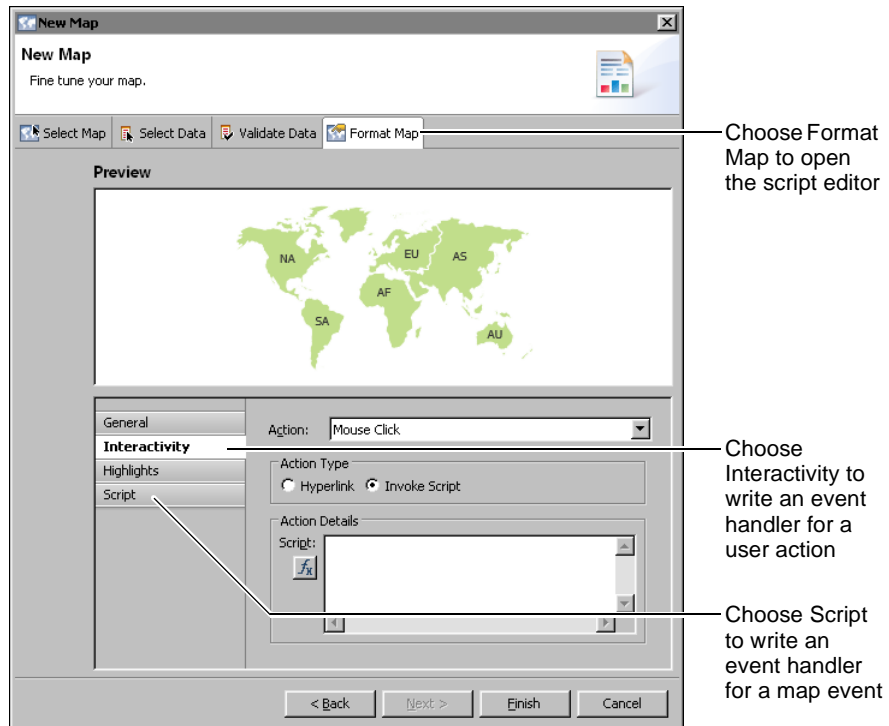 New Map
New Map
Fine tune your map.
Select Map
Select Data
Validate Data
Format Map
Choose Format
Map to open
the script editor
Preview
NA
EU
AS
AF
SA
AU
General
Interactivity
Highlights
Script
Action:
Mouse Click
Action Type
Hyperlink
Invoke Script
Action Details
Script:
fx
Choose
Interactivity to
write an event
handler for a
user action
Choose Script
to write an
event handler
for a map event
< Back
Next >
Finish
Cancel